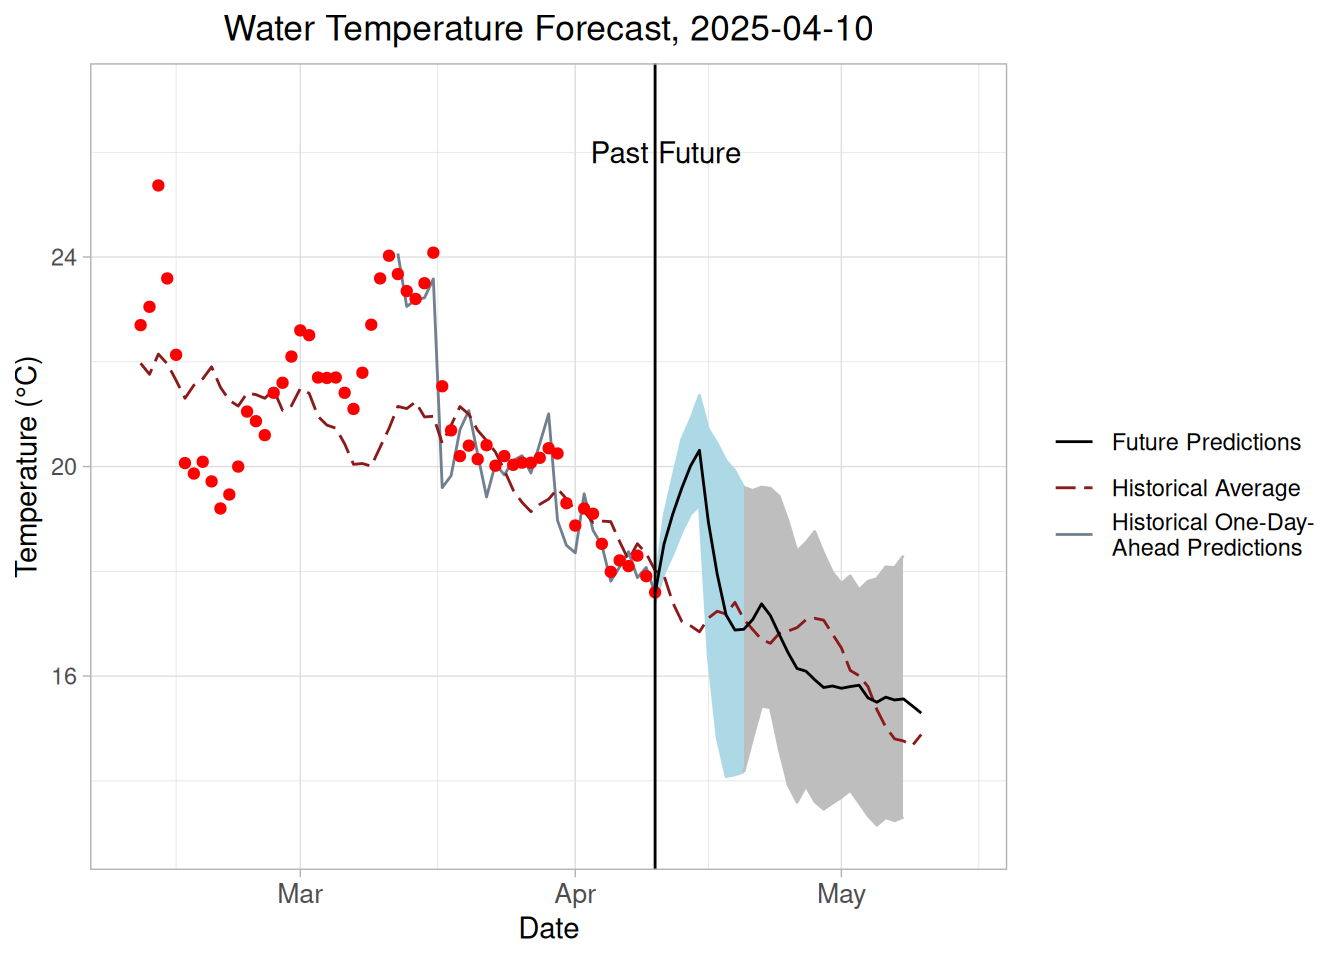 Water Temperature Forecast, 2025-04-10
Past Future
24
20
16
Temperature (°C)
Mar
Apr
May
Date
Future Predictions
Historical Average
Historical One-Day-
Ahead Predictions